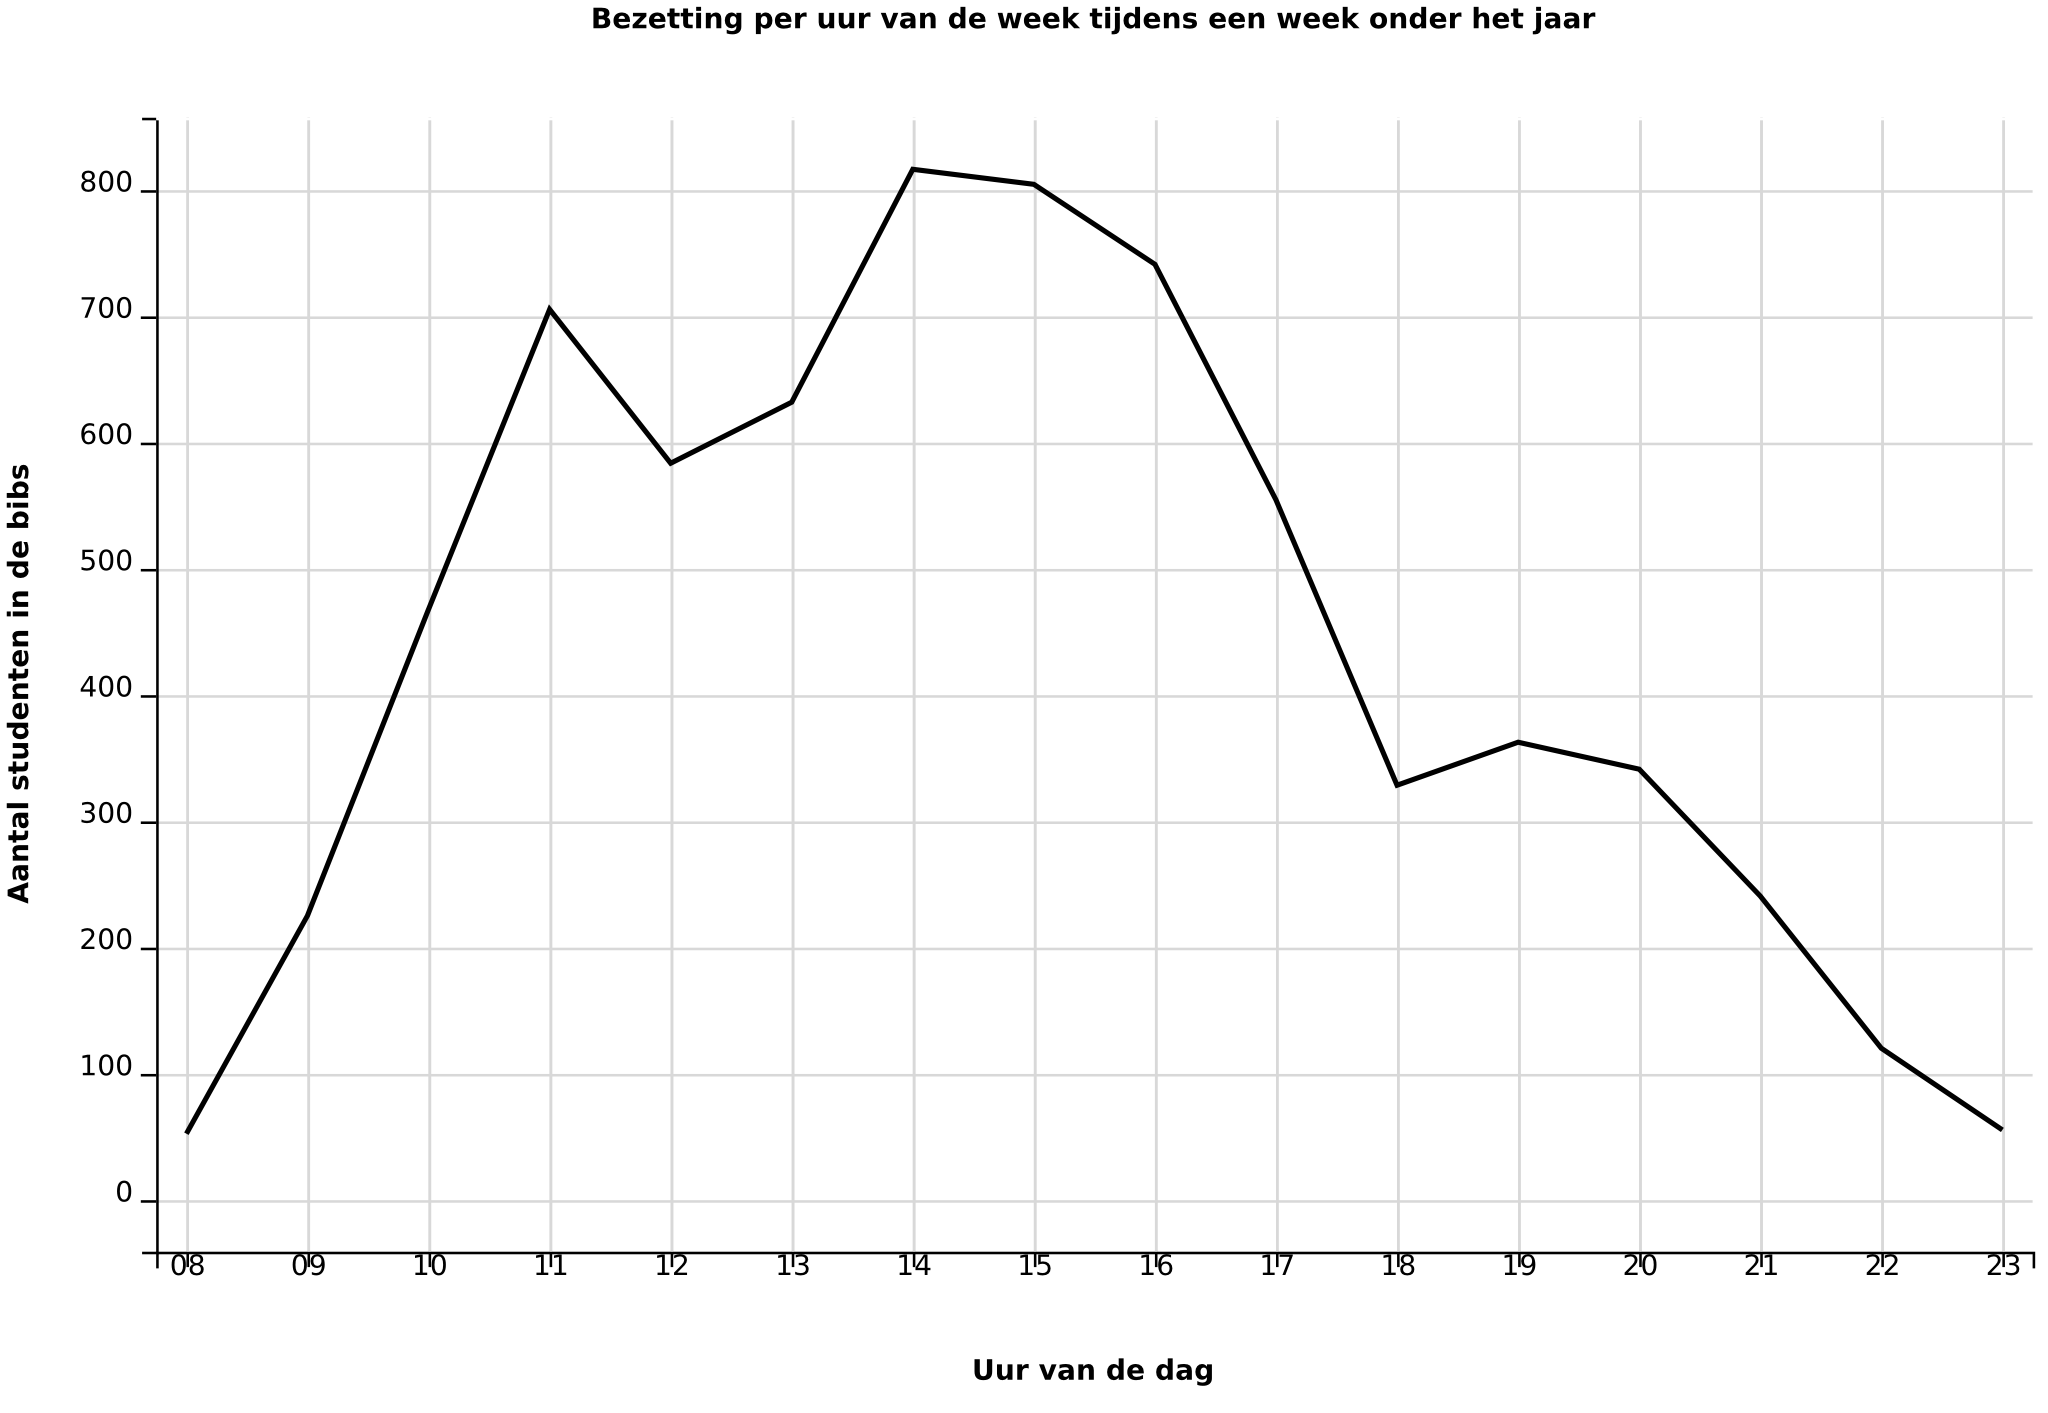 Bezetting per uur van de week tijdens een week onder het jaar
Aantal studenten in de bibs
800
700
600
500
400
300
200
100
0
08 09 10 11 12 13 14 15 16 17 18 19 20 21 22 23
Uur van de dag